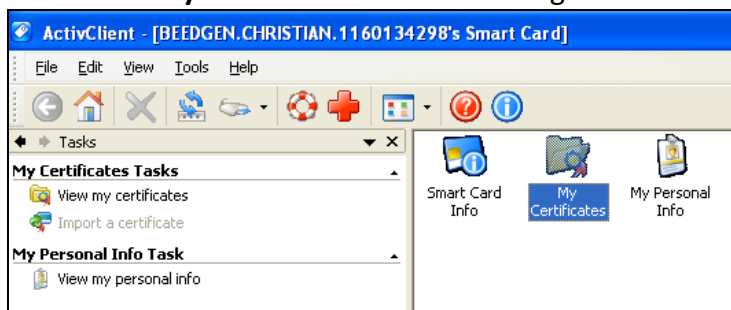 ActivClient - [BEEDGEN.CHRISTIAN.1160134298's Smart Card]
File Edit View Tools Help
Tasks
My Certificates Tasks
View my certificates
Import a certificate
My Personal Info Task
View my personal info
Smart Card Info
My Certificates
My Personal Info